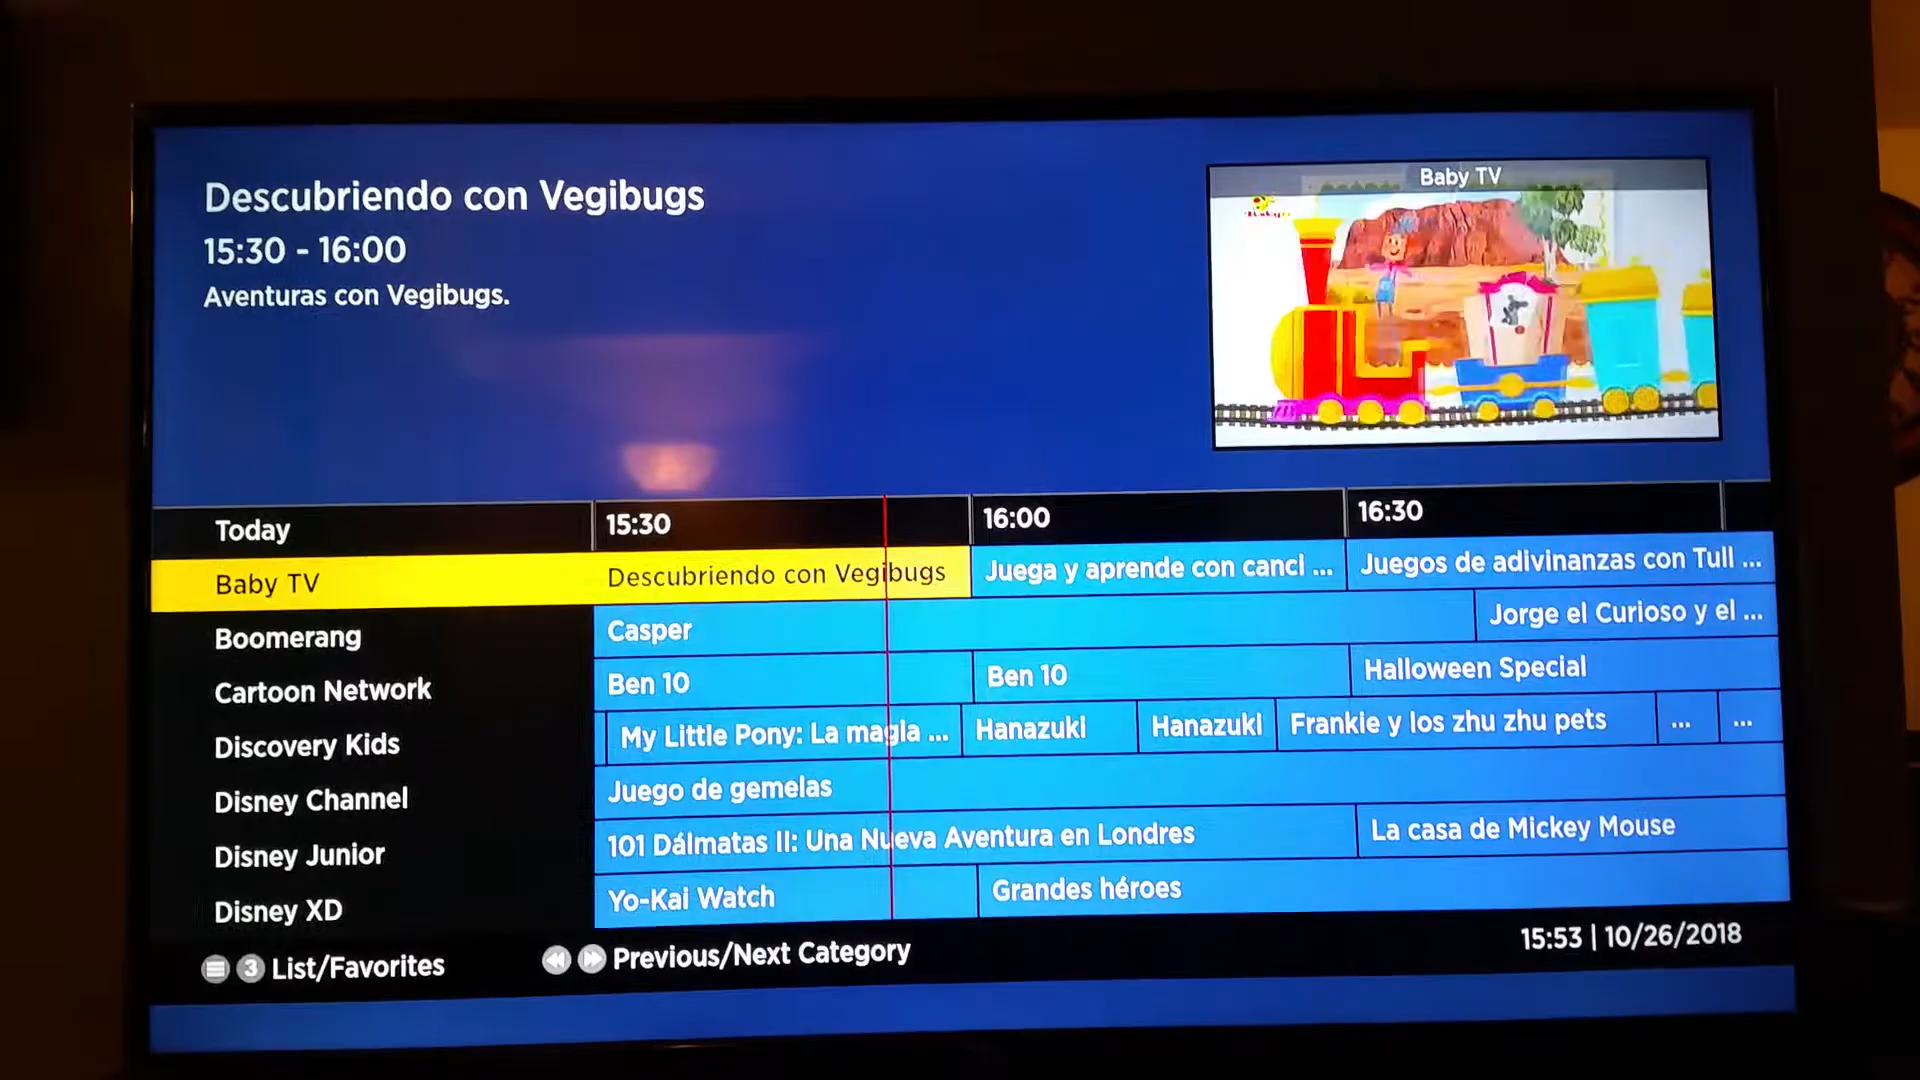 Descubriendo con Vegibugs
15:30 - 16:00
Aventuras con Vegibugs.
Baby TV
Today 15:30 16:00 16:30
Baby TV Descubriendo con Vegibugs Juega y aprende con canci ... Juegos de adivinanzas con Tull ...
Boomerang Casper Jorge el Curioso y el ...
Cartoon Network Ben 10 Ben 10 Halloween Special
Discovery Kids My Little Pony: La magia ... Hanazuki Hanazuki Frankie y los zhu zhu pets ... ...
Disney Channel Juego de gemelas
Disney Junior 101 Dálmatas II: Una Nueva Aventura en Londres La casa de Mickey Mouse
Disney XD Yo-Kai Watch Grandes héroes
3 List/Favorites Previous/Next Category 15:53 | 10/26/2018